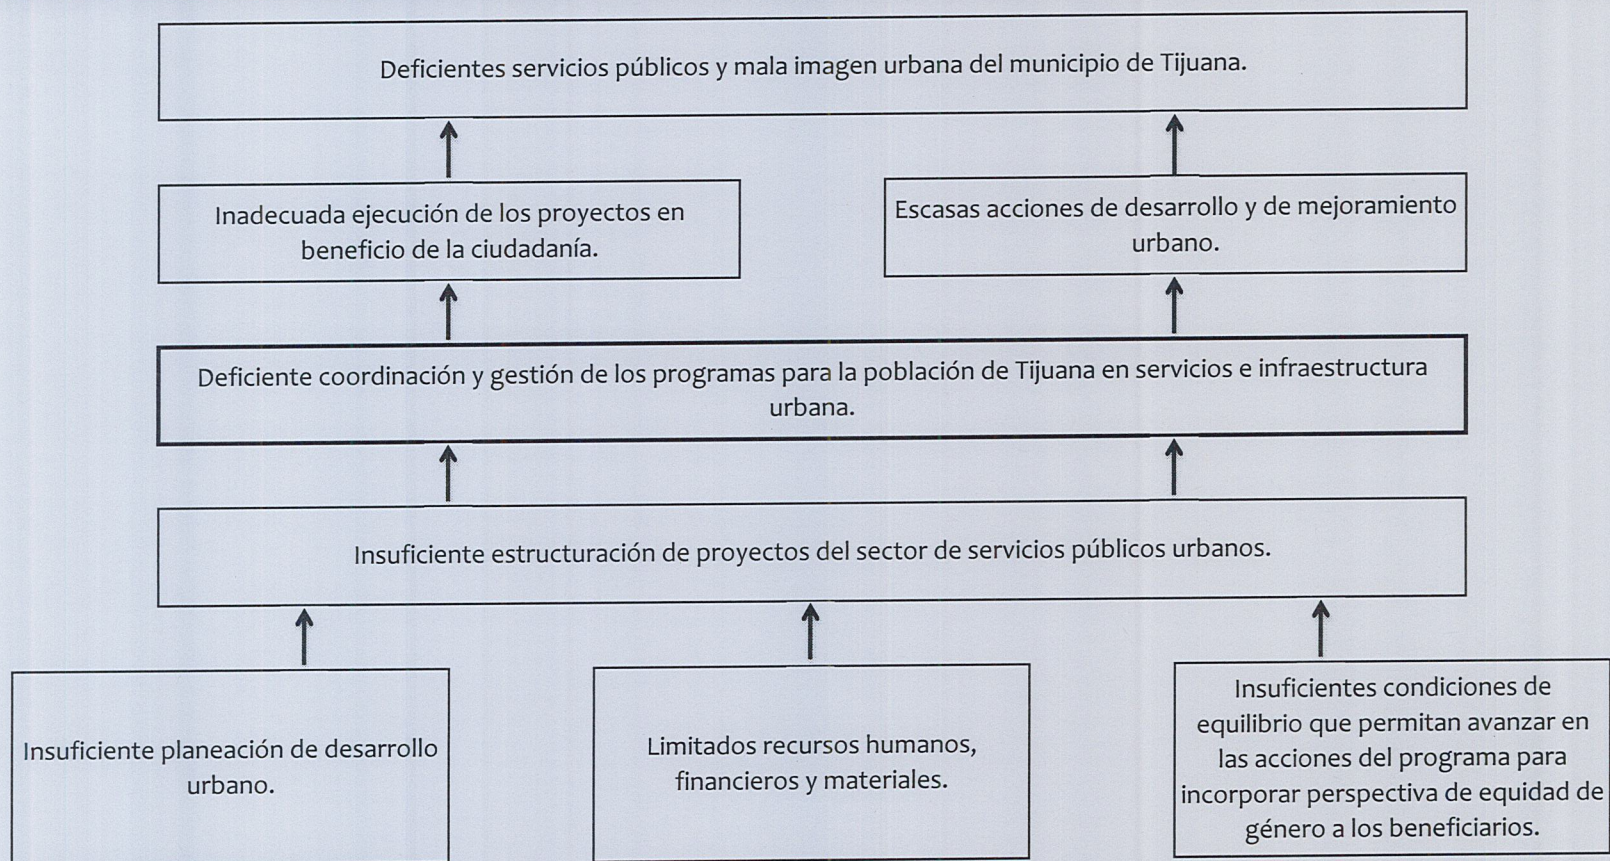 Deficientes servicios públicos y mala imagen urbana del municipio de Tijuana.
Inadecuada ejecución de los proyectos en
beneficio de la ciudadanía.
Escasas acciones de desarrollo y de mejoramiento
urbano.
Deficiente coordinación y gestión de los programas para la población de Tijuana en servicios e infraestructura
urbana.
Insuficiente estructuración de proyectos del sector de servicios públicos urbanos.
Insuficiente planeación de desarrollo
urbano.
Limitados recursos humanos,
financieros y materiales.
Insuficientes condiciones de
equilibrio que permitan avanzar en
las acciones del programa para
incorporar perspectiva de equidad de
género a los beneficiarios.